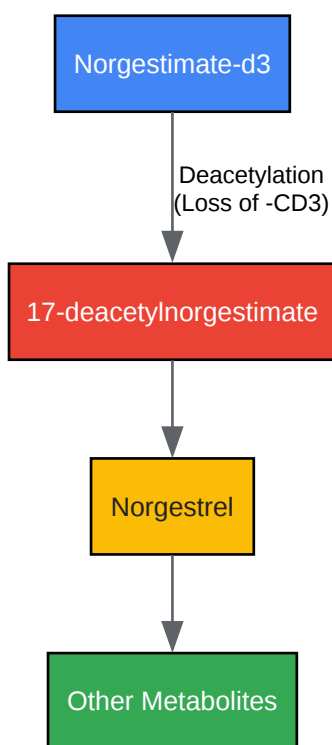 Norgestimate-d3
Deacetylation
(Loss of -CD3)
17-deacetylnorgestimate
Norgestrel
Other Metabolites